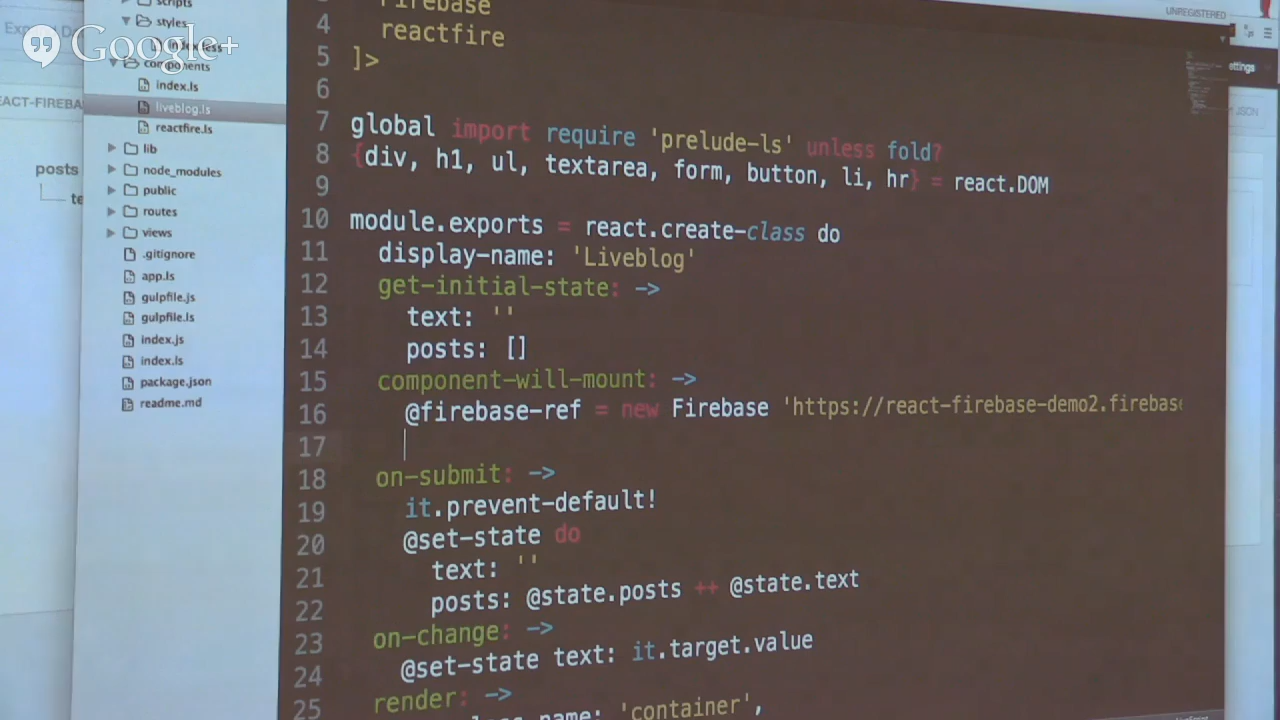 Google+
UNREGISTERED
scripts
styles
index.less
components
index.ls
liveblog.ls
reactfire.ls
lib
node_modules
public
routes
views
.gitignore
app.ls
gulpfile.js
gulpfile.ls
index.js
index.ls
package.json
readme.md
posts
ettings
JSON
Firebase
4 reactfire
5 ]>
6
7 global import require 'prelude-ls' unless fold?
8 {div, h1, ul, textarea, form, button, li, hr} = react.DOM
9
10 module.exports = react.create-class do
11 display-name: 'Liveblog'
12 get-initial-state: ->
13 text: ''
14 posts: []
15 component-will-mount: ->
16 @firebase-ref = new Firebase 'https://react-firebase-demo2.firebase
17
18 on-submit: ->
19 it.prevent-default!
20 @set-state do
21 text: ''
22 posts: @state.posts ++ @state.text
23 on-change: ->
24 @set-state text: it.target.value
25 render: ->
name: 'container',